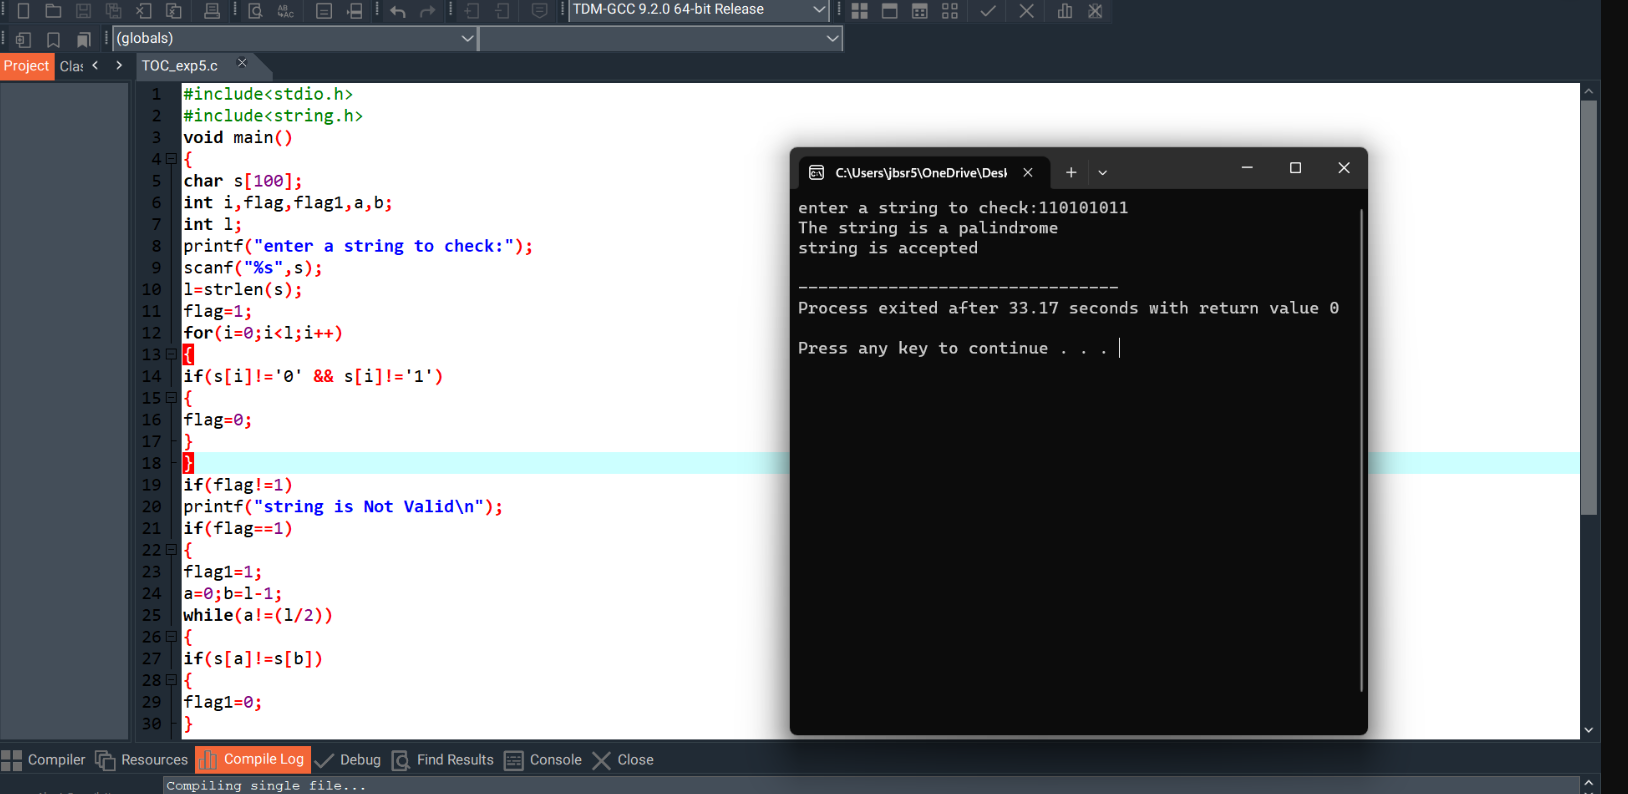 TDM-GCC 9.2.0 64-bit Release
(globals)
Project Clas TOC_exp5.c
1 #include<stdio.h>
2 #include<string.h>
3 void main()
4 {
5 char s[100];
6 int i,flag,flag1,a,b;
7 int l;
8 printf("enter a string to check:");
9 scanf("%s",s);
10 l=strlen(s);
11 flag=1;
12 for(i=0;i<l;i++)
13 {
14 if(s[i]!='0' && s[i]!='1')
15 {
16 flag=0;
17 }
18 }
19 if(flag!=1)
20 printf("string is Not Valid\n");
21 if(flag==1)
22 {
23 flag1=1;
24 a=0;b=l-1;
25 while(a!=(l/2))
26 {
27 if(s[a]!=s[b])
28 {
29 flag1=0;
30 }
C:\Users\jbsr5\OneDrive\Desk
enter a string to check:110101011
The string is a palindrome
string is accepted
--------------------------------
Process exited after 33.17 seconds with return value 0
Press any key to continue . . .
Compiler Resources Compile Log Debug Find Results Console Close
Compiling single file...